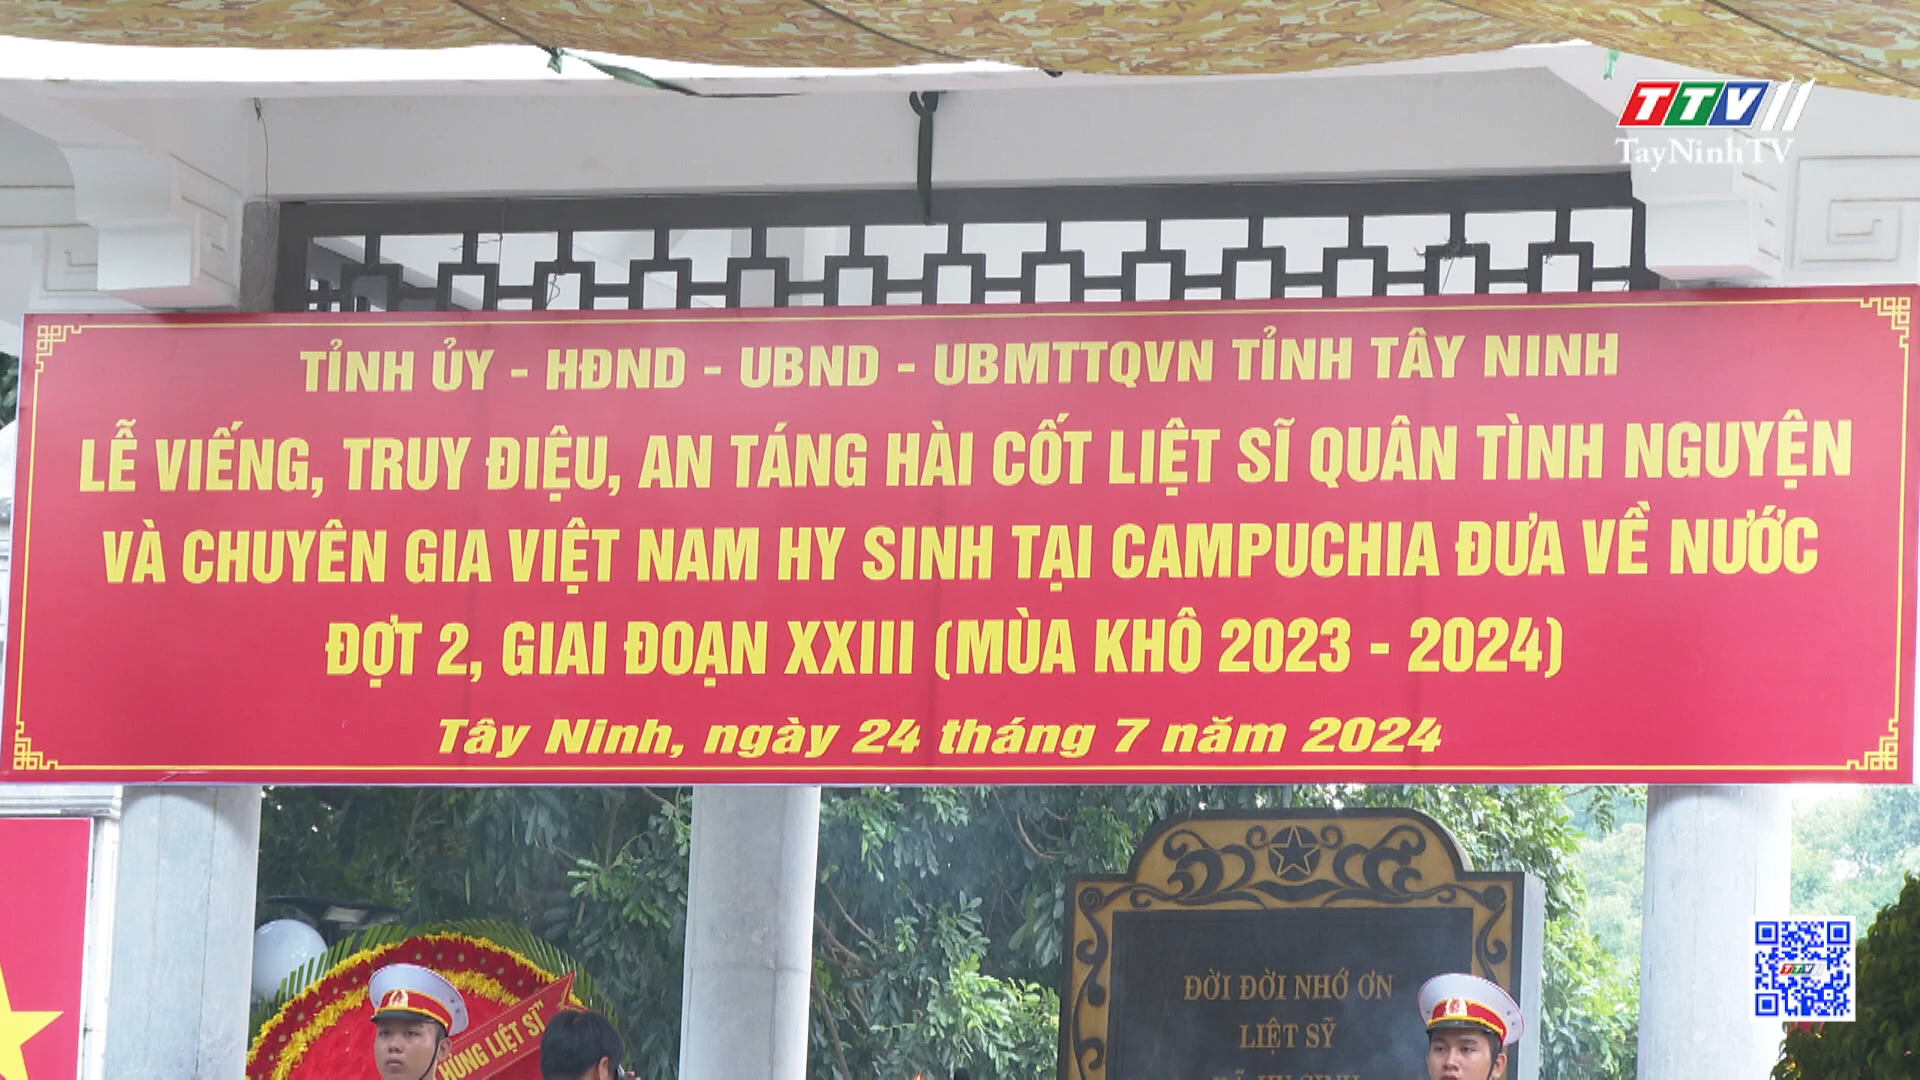 TTV11
TayNinhTV
TỈNH ỦY - HĐND - UBND - UBMTTQVN TỈNH TÂY NINH
LỄ VIẾNG, TRUY ĐIỆU, AN TÁNG HÀI CỐT LIỆT SĨ QUÂN TÌNH NGUYỆN
VÀ CHUYÊN GIA VIỆT NAM HY SINH TẠI CAMPUCHIA ĐƯA VỀ NƯỚC
ĐỢT 2, GIAI ĐOẠN XXIII (MÙA KHÔ 2023 - 2024)
Tây Ninh, ngày 24 tháng 7 năm 2024
ĐỜI ĐỜI NHỚ ƠN
LIỆT SỸ
LIỆT SĨ"